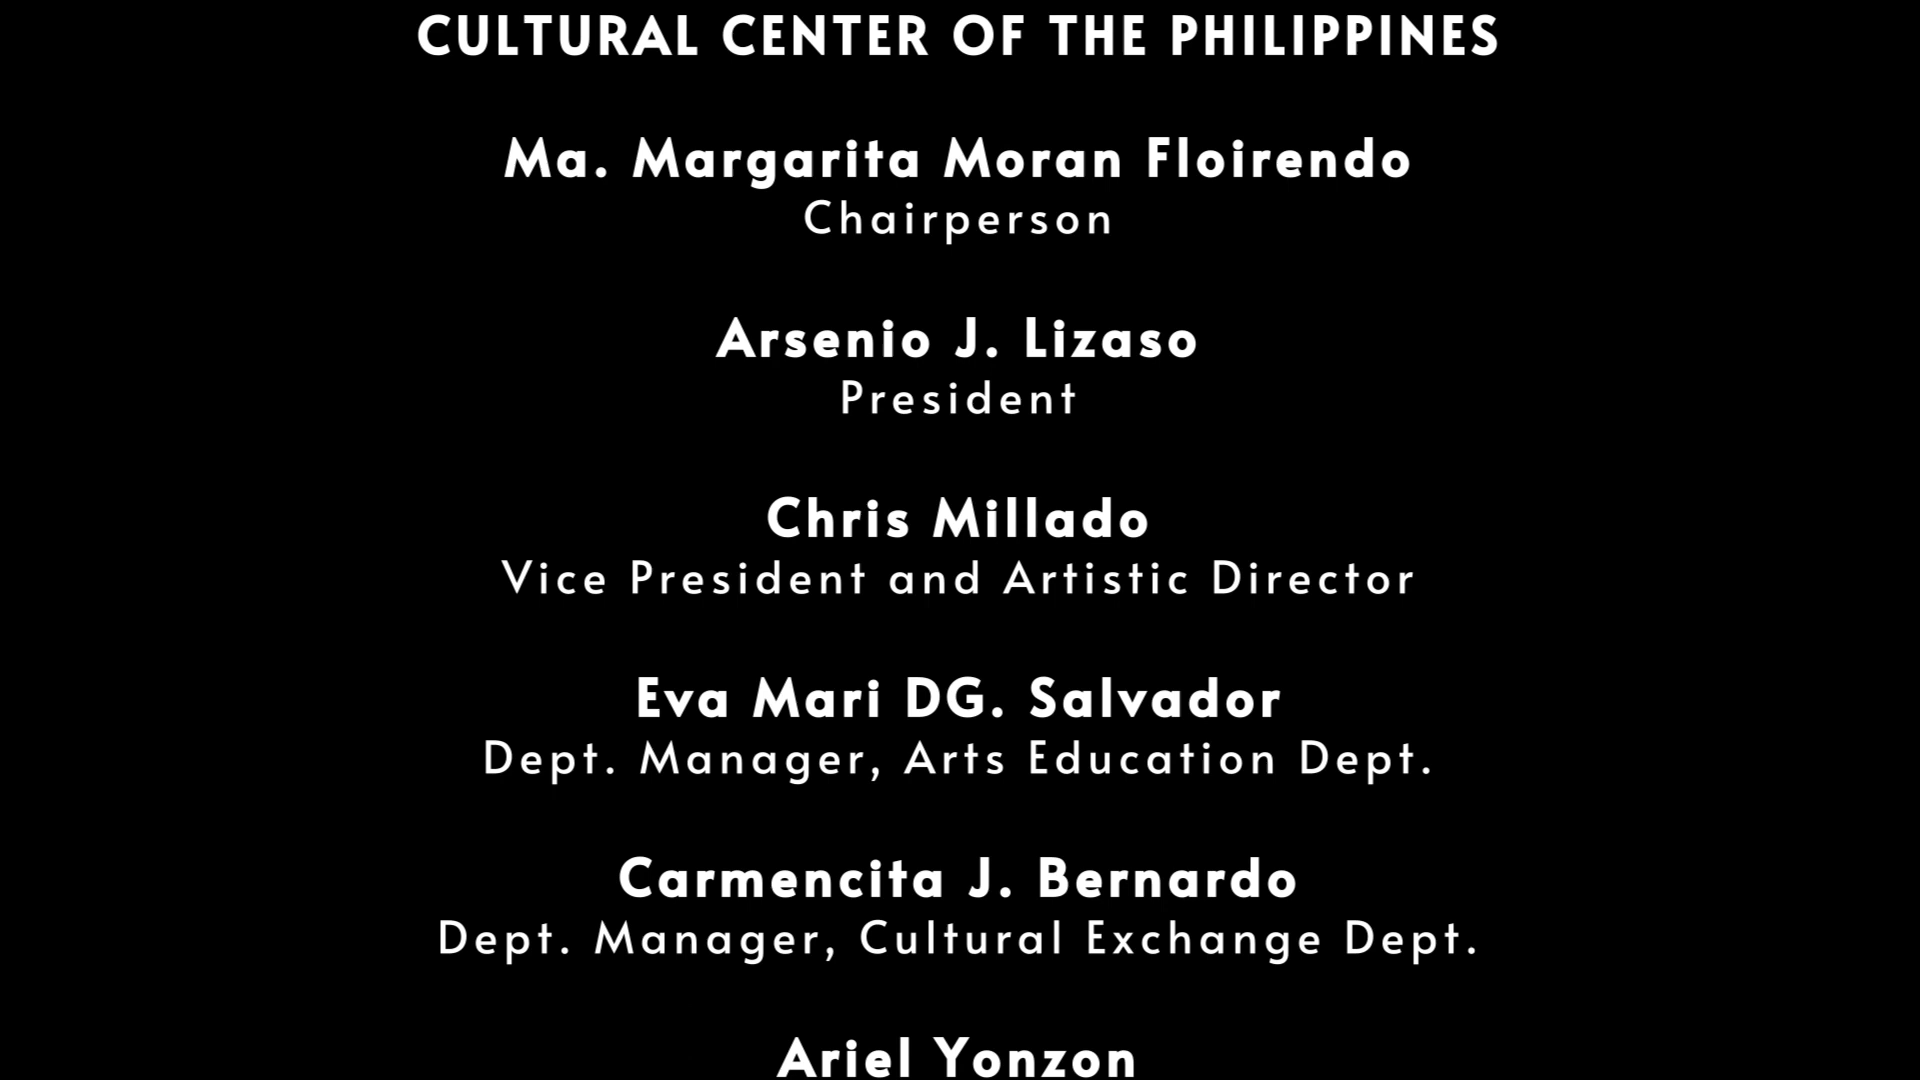 CULTURAL CENTER OF THE PHILIPPINES
Ma. Margarita Moran Floirendo
Chairperson
Arsenio J. Lizaso
President
Chris Millado
Vice President and Artistic Director
Eva Mari DG. Salvador
Dept. Manager, Arts Education Dept.
Carmencita J. Bernardo
Dept. Manager, Cultural Exchange Dept.
Ariel Yonzon